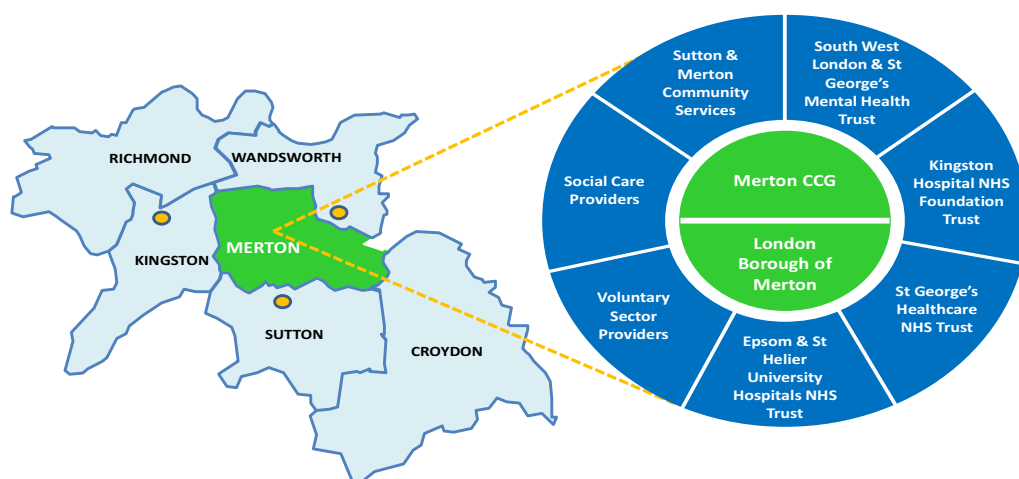 RICHMOND
WANDSWORTH
MERTON
KINGSTON
SUTTON
CROYDON
Sutton &
Merton
Community
Services
South West
London & St
George's
Mental Health
Trust
Kingston
Hospital NHS
Foundation
Trust
St George's
Healthcare
NHS Trust
Epsom & St
Helier
University
Hospitals NHS
Trust
Voluntary
Sector
Providers
Social Care
Providers
Merton CCG
London
Borough of
Merton